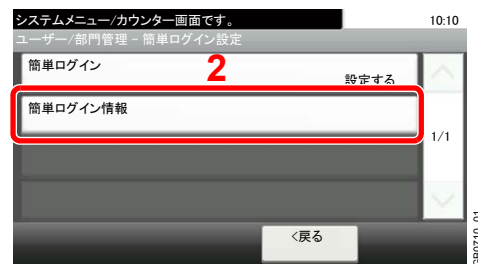 システムメニュー/カウンター画面です。
10:10
ユーザー/部門管理 - 簡単ログイン設定
簡単ログイン
2
設定する
簡単ログイン情報
1/1
<戻る
GB0719_01